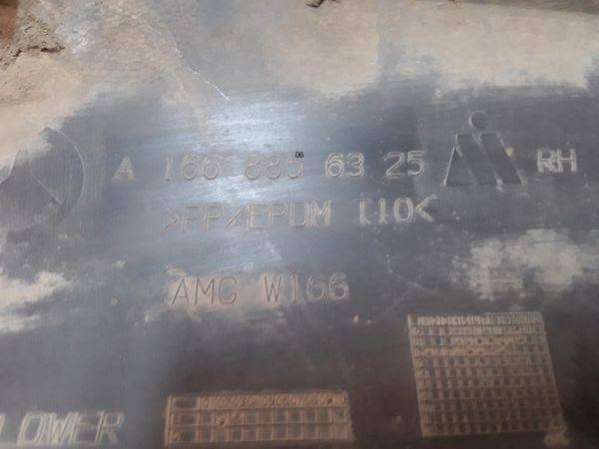 A 166 885 63 25 RH
>PP/EPDM T10<
AMG W166
LOWER